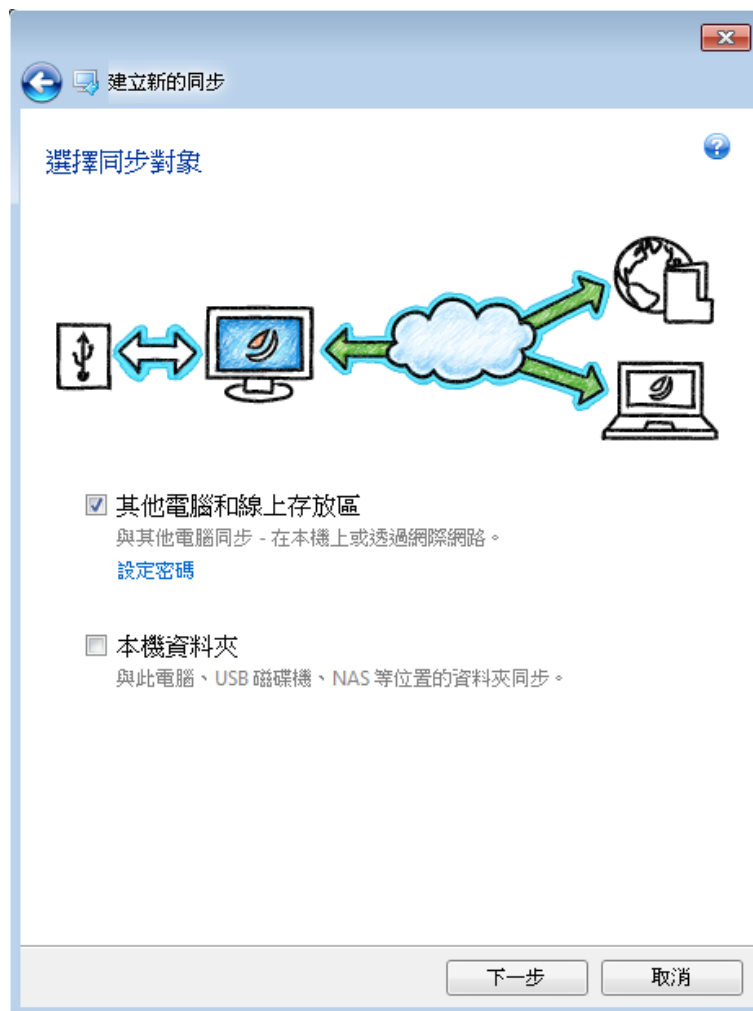 建立新的同步
選擇同步對象
其他電腦和線上存放區
與其他電腦同步 - 在本機上或透過網際網路。
設定密碼
本機資料夾
與此電腦、USB 磁碟機、NAS 等位置的資料夾同步。
下一步
取消